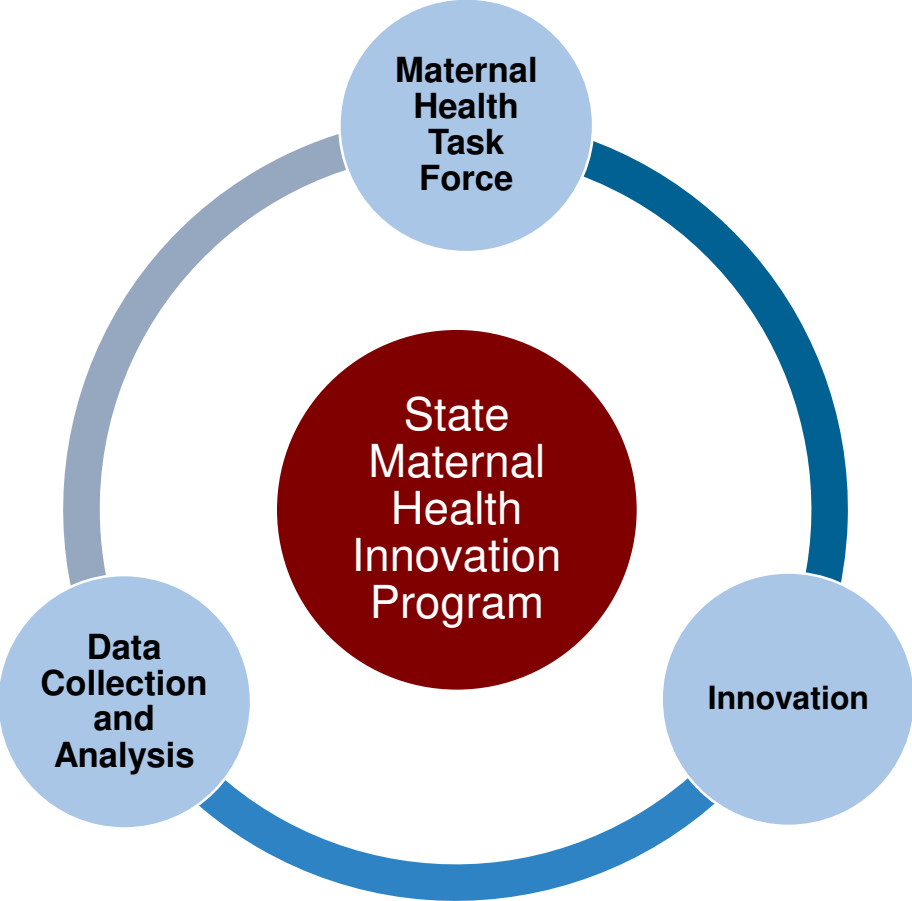 Maternal
Health
Task
Force
State
Maternal
Health
Innovation
Program
Data
Collection
and
Analysis
Innovation